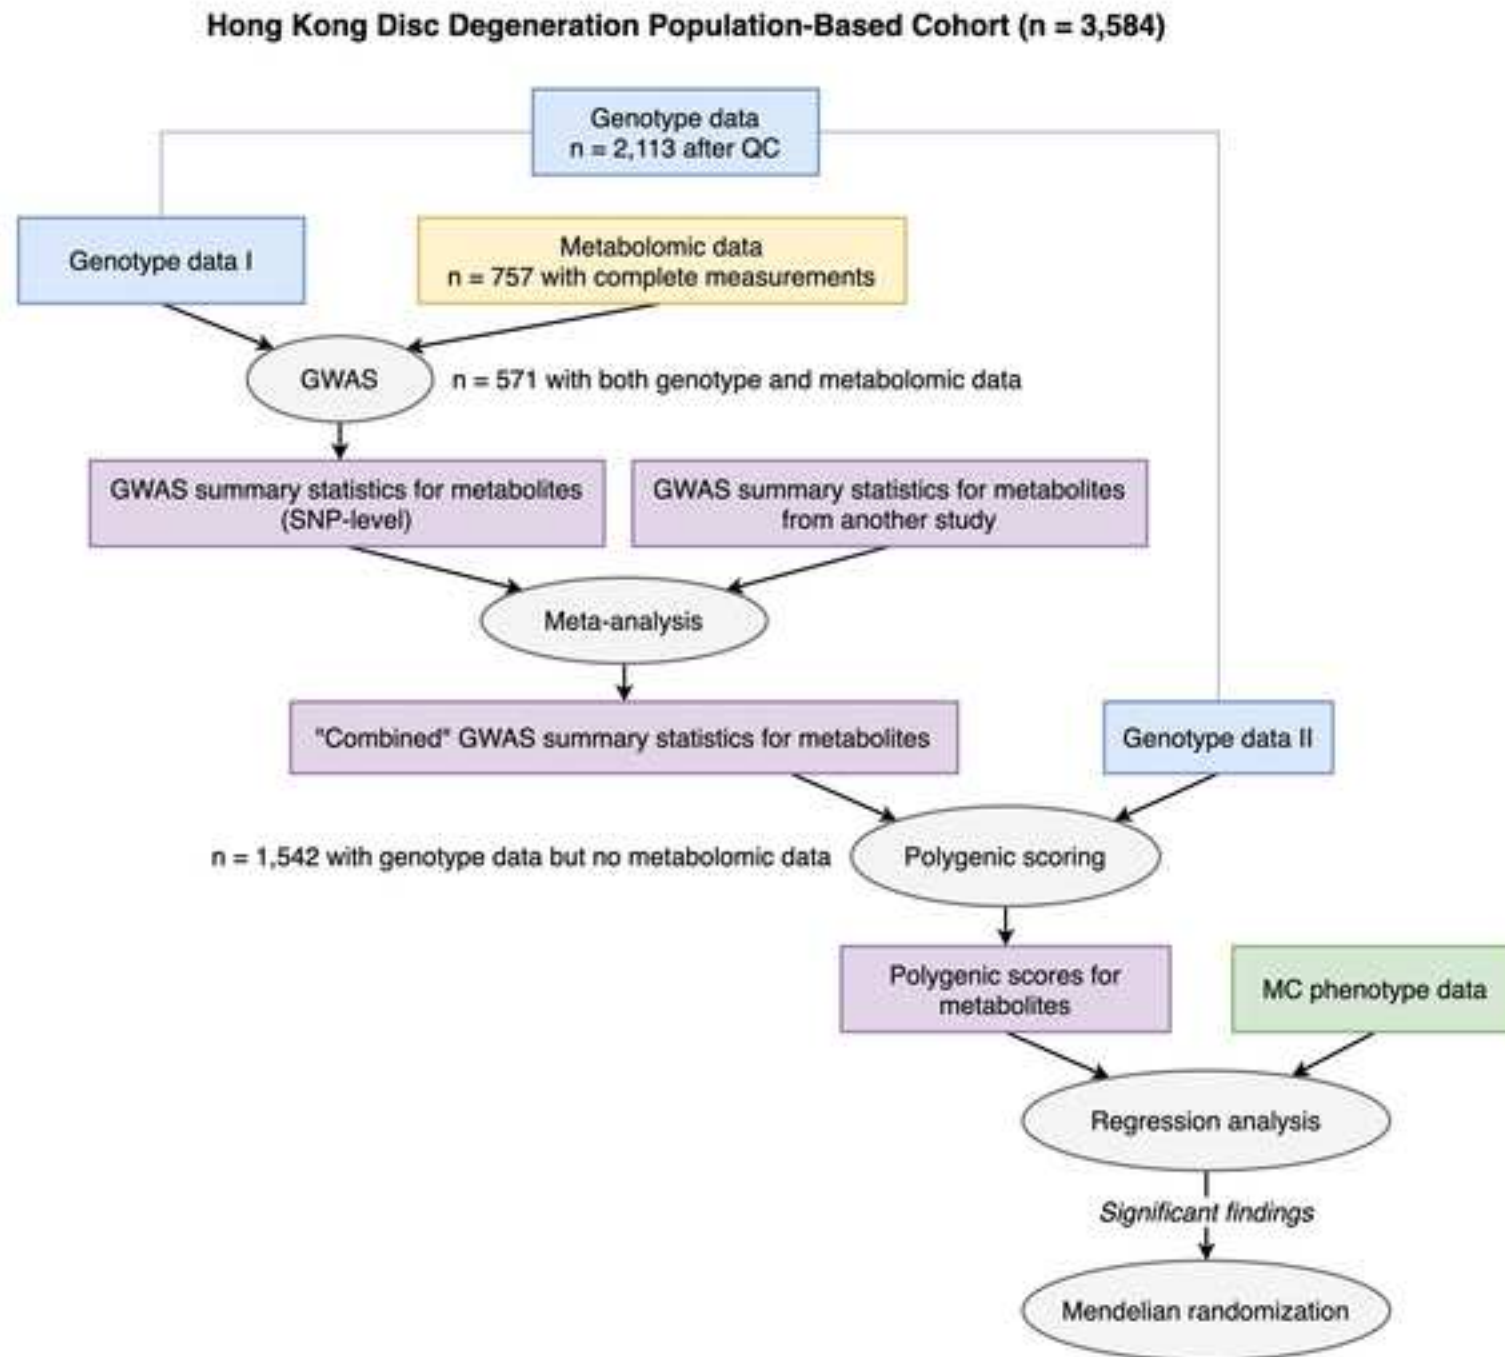 Hong Kong Disc Degeneration Population-Based Cohort (n = 3,584)
Genotype data
n = 2,113 after QC
Genotype data I
Metabolomic data
n = 757 with complete measurements
GWAS
n = 571 with both genotype and metabolomic data
GWAS summary statistics for metabolites
(SNP-level)
GWAS summary statistics for metabolites
from another study
Meta-analysis
"Combined" GWAS summary statistics for metabolites
Genotype data II
n = 1,542 with genotype data but no metabolomic data
Polygenic scoring
Polygenic scores for
metabolites
MC phenotype data
Regression analysis
Significant findings
Mendelian randomization